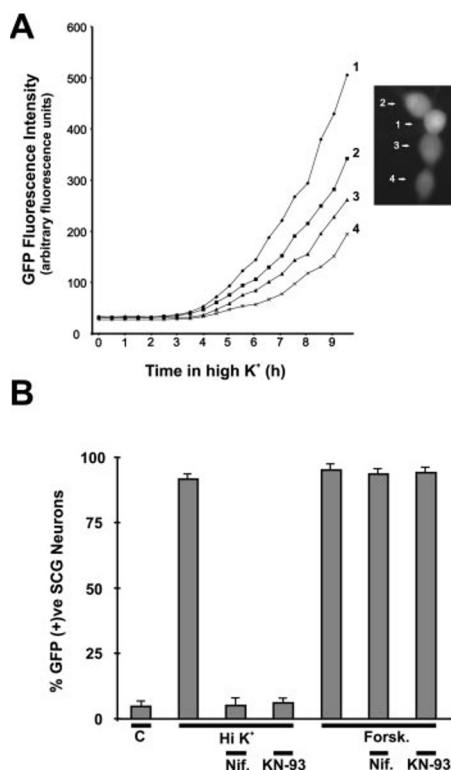 A
GFP Fluorescence Intensity
(arbitrary fluorescence units)
600
500
400
300
200
100
0
0 1 2 3 4 5 6 7 8 9
Time in high K⁺ (h)
1
2
3
4
2
1
3
4
B
% GFP (+)ve SCG Neurons
100
75
50
25
0
C Hi K⁺ Forsk.
Nif. KN-93 Nif. KN-93